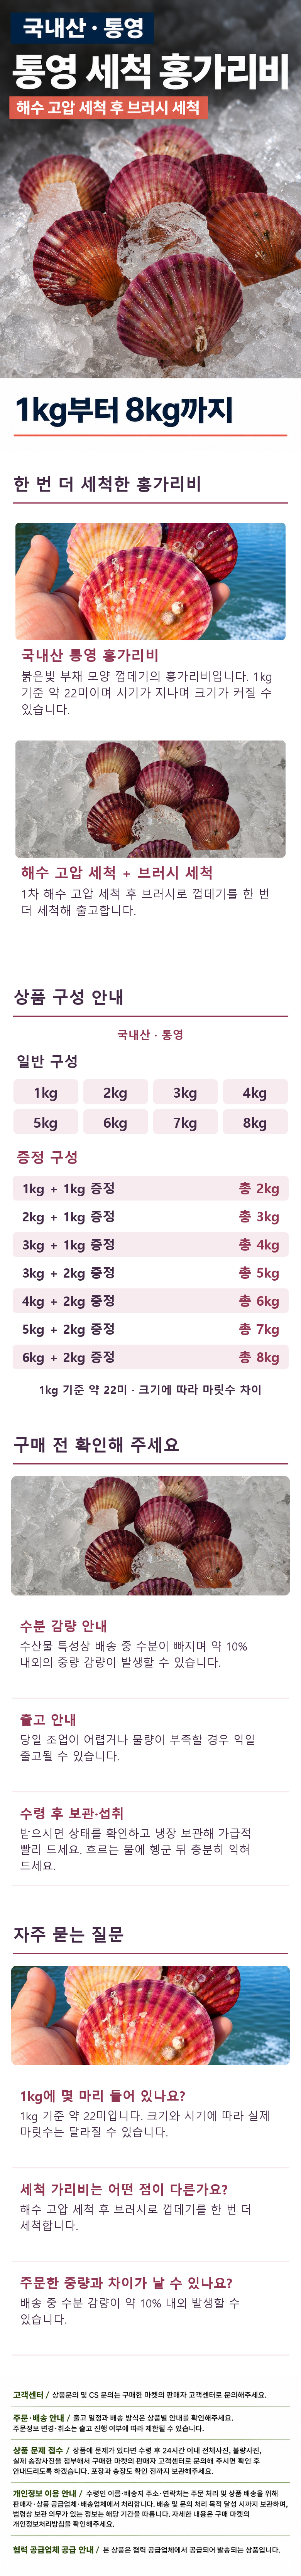 국내산 · 통영
통영 세척 홍가리비
해수 고압 세척 후 브러시 세척
1kg부터 8kg까지
한 번 더 세척한 홍가리비
국내산 통영 홍가리비
붉은빛 부채 모양 껍데기의 홍가리비입니다. 1kg
기준 약 22미이며 시기가 지나며 크기가 커질 수
있습니다.
해수 고압 세척 + 브러시 세척
1차 해수 고압 세척 후 브러시로 껍데기를 한 번
더 세척해 출고합니다.
상품 구성 안내
국내산 · 통영
일반 구성
1kg 2kg 3kg 4kg
5kg 6kg 7kg 8kg
증정 구성
1kg + 1kg 증정 총 2kg
2kg + 1kg 증정 총 3kg
3kg + 1kg 증정 총 4kg
3kg + 2kg 증정 총 5kg
4kg + 2kg 증정 총 6kg
5kg + 2kg 증정 총 7kg
6kg + 2kg 증정 총 8kg
1kg 기준 약 22미 · 크기에 따라 마릿수 차이
구매 전 확인해 주세요
수분 감량 안내
수산물 특성상 배송 중 수분이 빠지며 약 10%
내외의 중량 감량이 발생할 수 있습니다.
출고 안내
당일 조업이 어렵거나 물량이 부족할 경우 익일
출고될 수 있습니다.
수령 후 보관·섭취
받으시면 상태를 확인하고 냉장 보관해 가급적
빨리 드세요. 흐르는 물에 헹군 뒤 충분히 익혀
드세요.
자주 묻는 질문
1kg에 몇 마리 들어 있나요?
1kg 기준 약 22미입니다. 크기와 시기에 따라 실제
마릿수는 달라질 수 있습니다.
세척 가리비는 어떤 점이 다른가요?
해수 고압 세척 후 브러시로 껍데기를 한 번 더
세척합니다.
주문한 중량과 차이가 날 수 있나요?
배송 중 수분 감량이 약 10% 내외 발생할 수
있습니다.
고객센터 / 상품문의 및 CS 문의는 구매한 마켓의 판매자 고객센터로 문의해주세요.
주문·배송 안내 / 출고 일정과 배송 방식은 상품별 안내를 확인해주세요.
주문정보 변경·취소는 출고 진행 여부에 따라 제한될 수 있습니다.
상품 문제 접수 / 상품에 문제가 있다면 수령 후 24시간 이내 전체사진, 불량사진,
실제 송장사진을 첨부해서 구매한 마켓의 판매자 고객센터로 문의해 주시면 확인 후
안내드리도록 하겠습니다. 포장과 송장도 확인 전까지 보관해주세요.
개인정보 이용 안내 / 수령인 이름·배송지 주소·연락처는 주문 처리 및 상품 배송을 위해
판매자·상품 공급업체·배송업체에서 처리합니다. 배송 및 문의 처리 목적 달성 시까지 보관하며,
법령상 보관 의무가 있는 정보는 해당 기간을 따릅니다. 자세한 내용은 구매 마켓의
개인정보처리방침을 확인해주세요.
협력 공급업체 공급 안내 / 본 상품은 협력 공급업체에서 공급되어 발송되는 상품입니다.